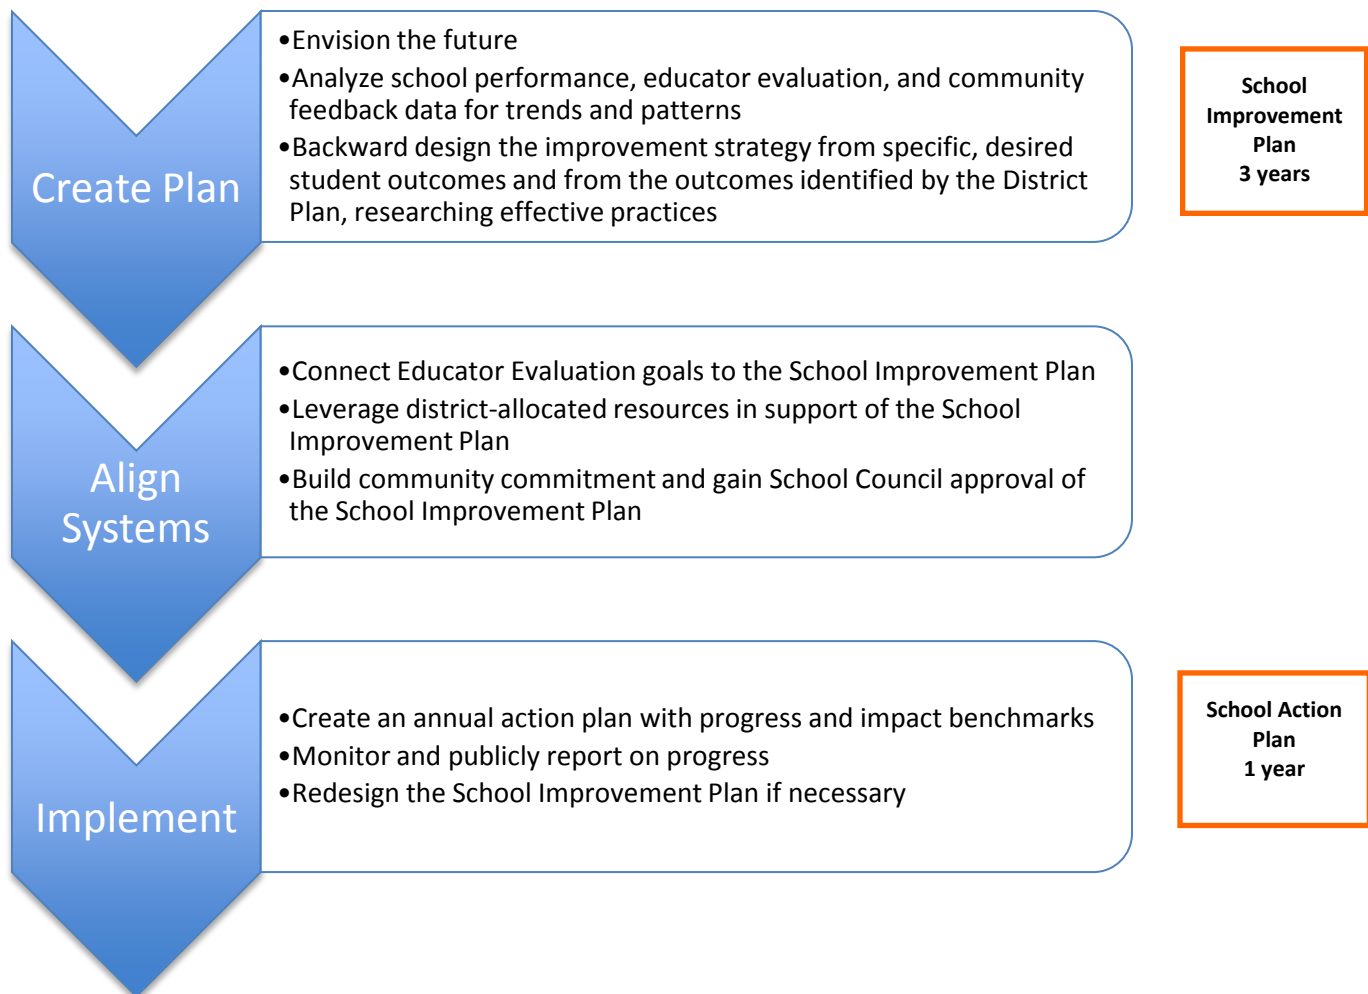 Create Plan
•Envision the future
•Analyze school performance, educator evaluation, and community
feedback data for trends and patterns
•Backward design the improvement strategy from specific, desired
student outcomes and from the outcomes identified by the District
Plan, researching effective practices
School
Improvement
Plan
3 years
Align
Systems
•Connect Educator Evaluation goals to the School Improvement Plan
•Leverage district-allocated resources in support of the School
Improvement Plan
•Build community commitment and gain School Council approval of
the School Improvement Plan
Implement
•Create an annual action plan with progress and impact benchmarks
•Monitor and publicly report on progress
•Redesign the School Improvement Plan if necessary
School Action
Plan
1 year